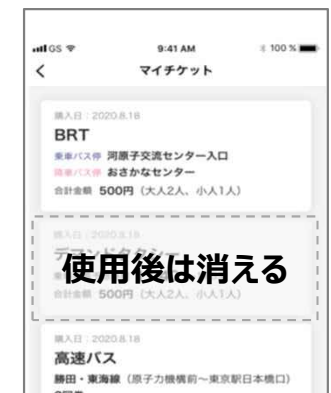 GS 9:41 AM 100 %
マイチケット
購入日：2020.8.18
BRT
乗車バス停 河原子交流センター入口
降車バス停 おさかなセンター
合計金額 500円（大人2人、小人1人）
購入日：2020.8.18
使用後は消える
合計金額 500円（大人2人、小人1人）
購入日：2020.8.18
高速バス
勝田・東海線（原子力機構前～東京駅日本橋口）